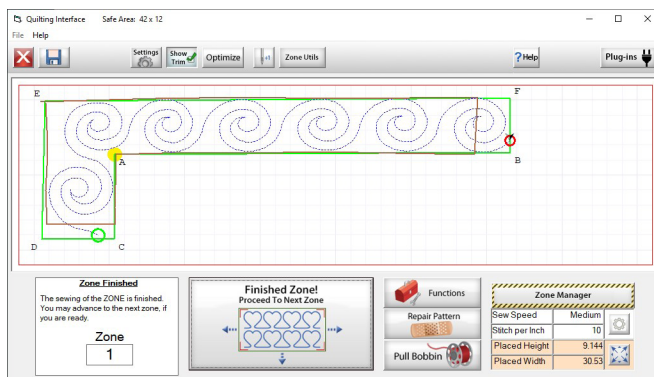 Quilting Interface Safe Area: 42 x 12
File Help
Settings Show Trim Optimize Zone Utils ?Help Plug-ins
E F
A B
D C
Zone Finished
The sewing of the ZONE is finished.
You may advance to the next zone, if
you are ready.
Zone
1
Finished Zone!
Proceed To Next Zone
Functions
Repair Pattern
Pull Bobbin
Zone Manager
Sew Speed Medium
Stitch per Inch 10
Placed Height 9.144
Placed Width 30.53